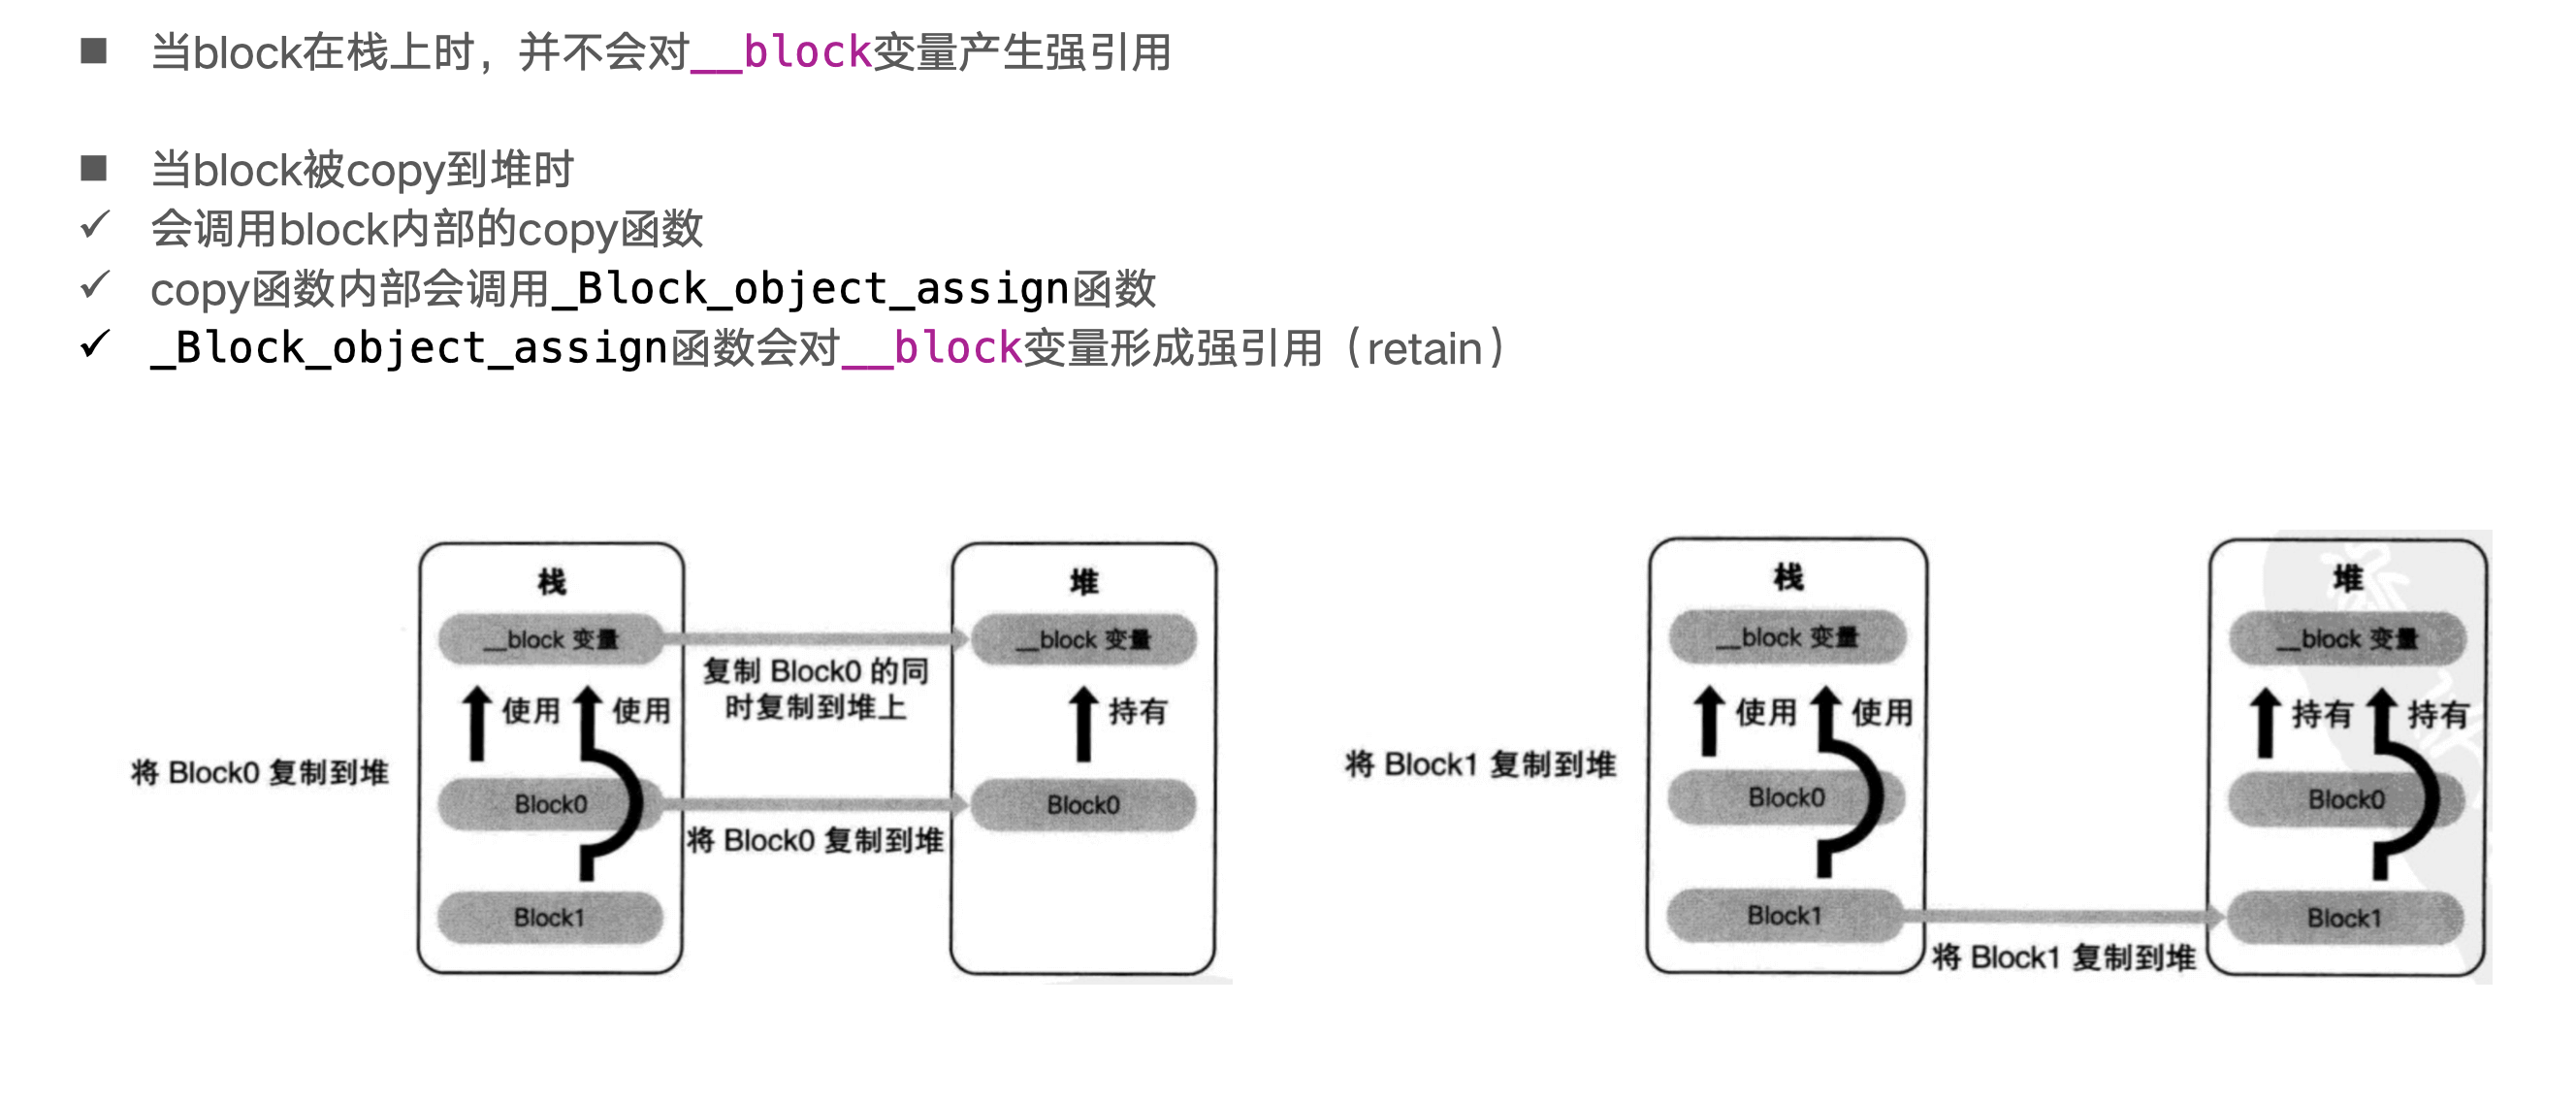 ■ 当block在栈上时，并不会对__block变量产生强引用
■ 当block被copy到堆时
✓ 会调用block内部的copy函数
✓ copy函数内部会调用_Block_object_assign函数
✓ _Block_object_assign函数会对__block变量形成强引用（retain）
将 Block0 复制到堆
栈
__block 变量
使用 使用
Block0
Block1
复制 Block0 的同
时复制到堆上
将 Block0 复制到堆
堆
__block 变量
持有
Block0
将 Block1 复制到堆
栈
__block 变量
使用 使用
Block0
Block1
将 Block1 复制到堆
堆
__block 变量
持有 持有
Block0
Block1